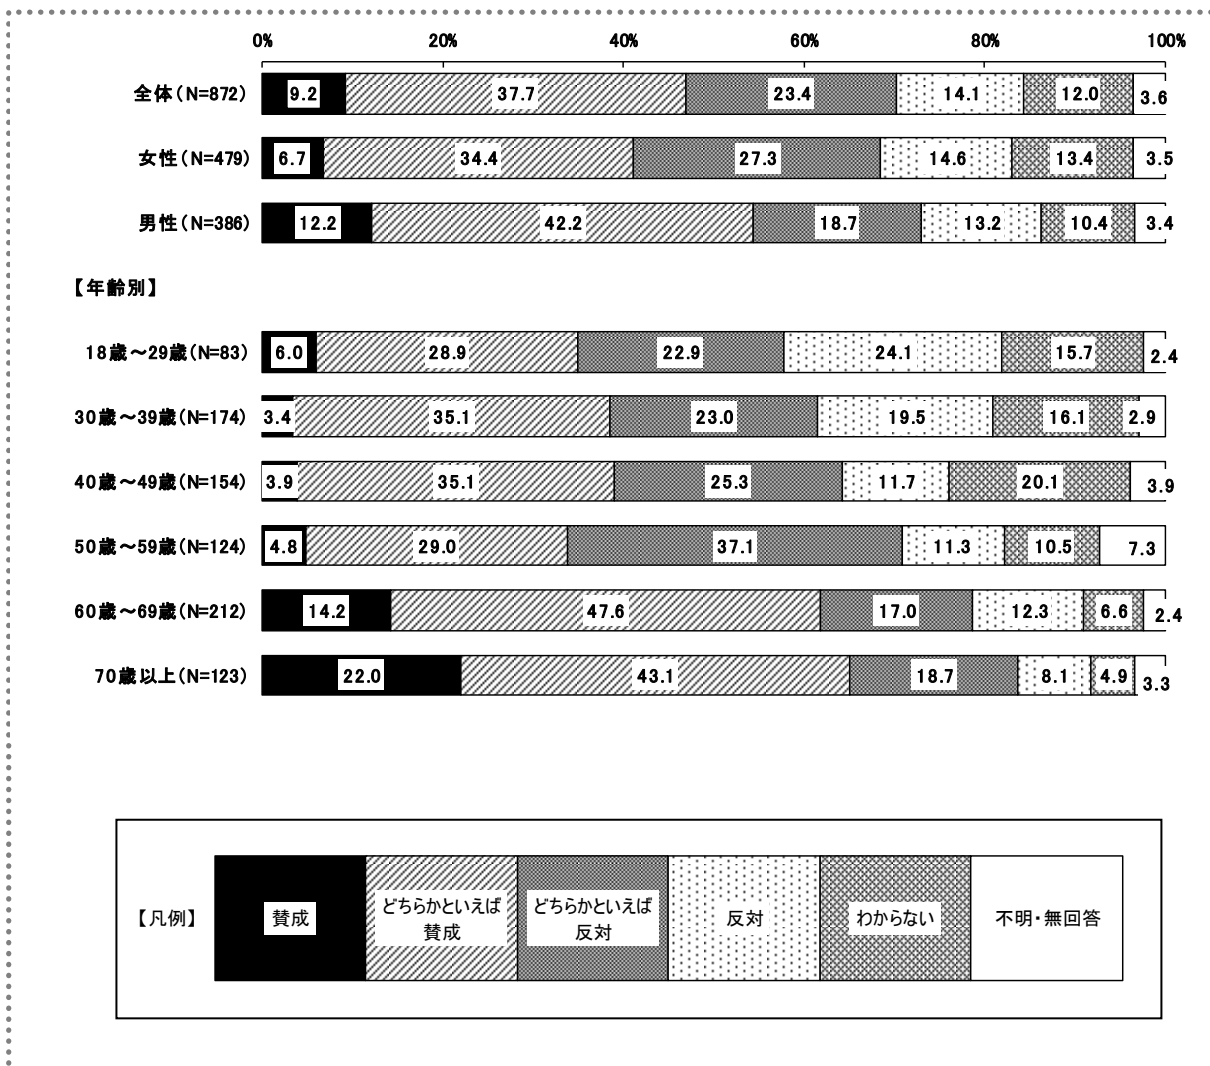 0% 20% 40% 60% 80% 100%
全体(N=872) 9.2 37.7 23.4 14.1 12.0 3.6
女性(N=479) 6.7 34.4 27.3 14.6 13.4 3.5
男性(N=386) 12.2 42.2 18.7 13.2 10.4 3.4
【年齢別】
18歳～29歳(N=83) 6.0 28.9 22.9 24.1 15.7 2.4
30歳～39歳(N=174) 3.4 35.1 23.0 19.5 16.1 2.9
40歳～49歳(N=154) 3.9 35.1 25.3 11.7 20.1 3.9
50歳～59歳(N=124) 4.8 29.0 37.1 11.3 10.5 7.3
60歳～69歳(N=212) 14.2 47.6 17.0 12.3 6.6 2.4
70歳以上(N=123) 22.0 43.1 18.7 8.1 4.9 3.3
【凡例】
賛成
どちらかといえば
賛成
どちらかといえば
反対
反対
わからない
不明・無回答